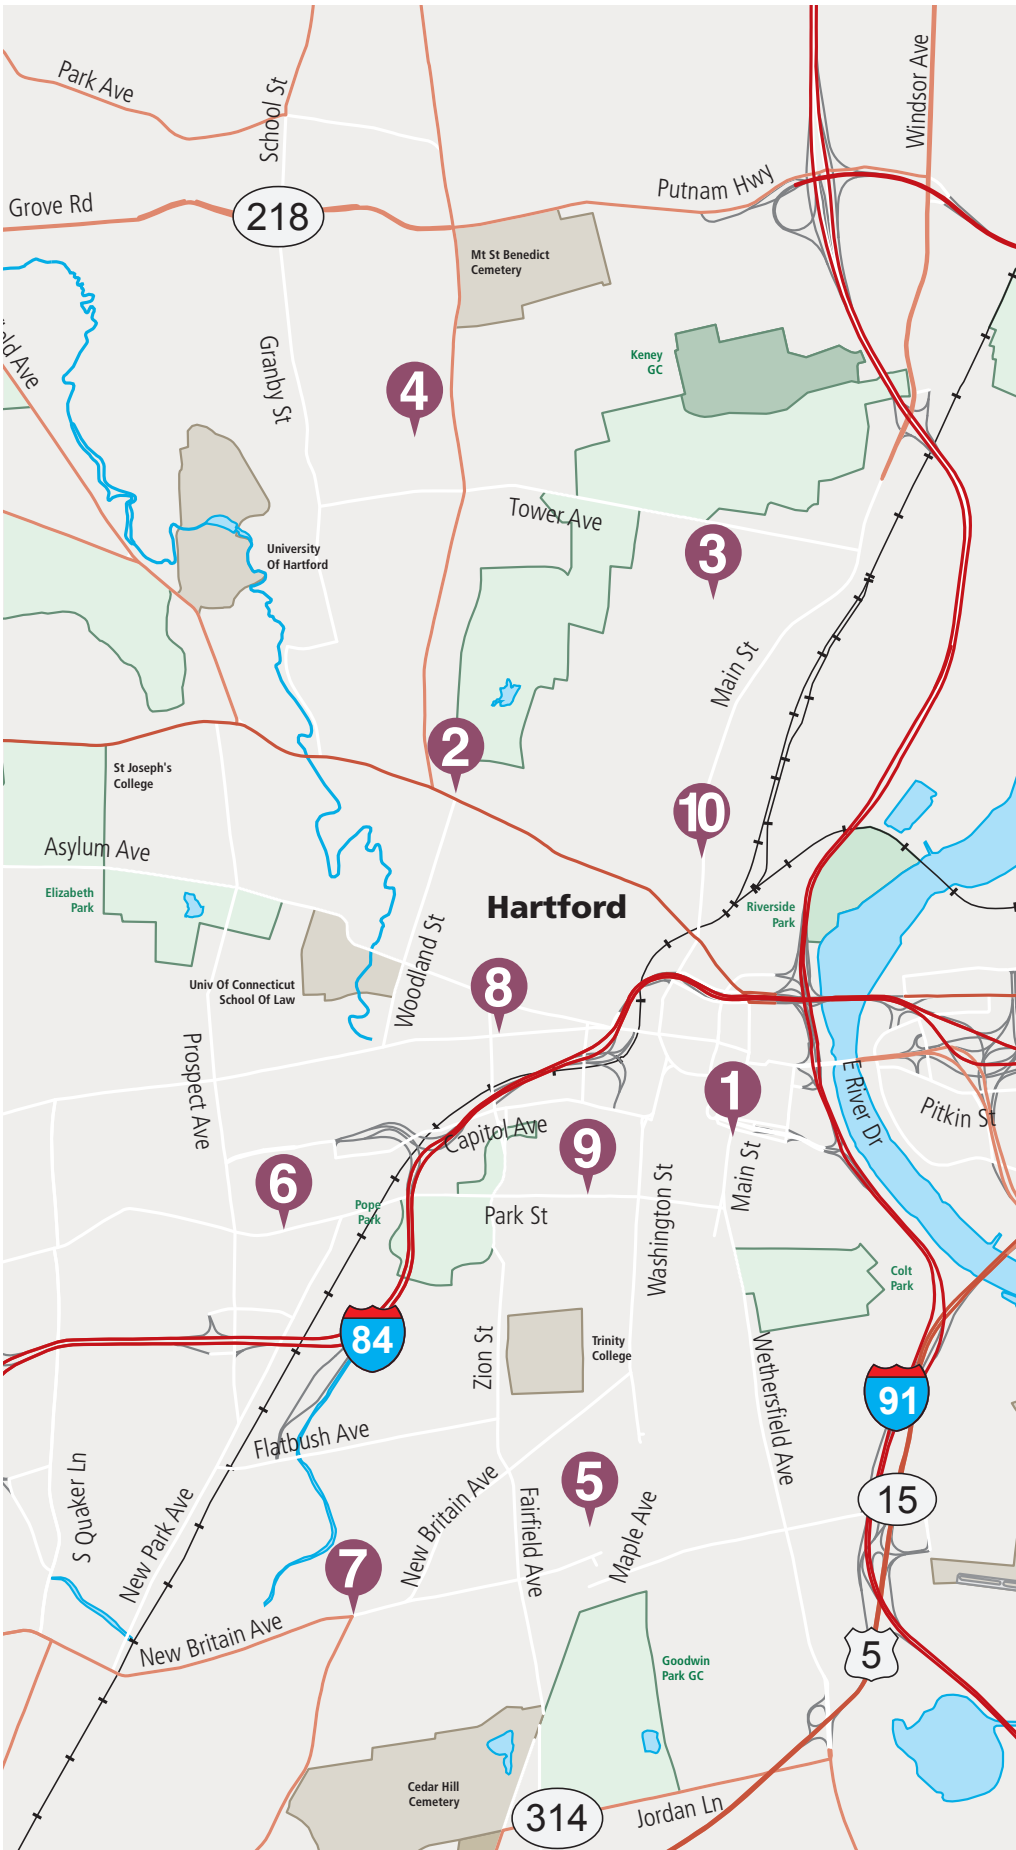 Park Ave
School St
Windsor Ave
Putnam Hwy
Grove Rd
218
Mt St Benedict
Cemetery
Keney
GC
Granby St
4
Tower Ave
3
University
Of Hartford
Main St
2
St Joseph's
College
10
Asylum Ave
Elizabeth
Park
Hartford
Riverside
Park
Woodland St
Univ Of Connecticut
School Of Law
8
Prospect Ave
1
E River Dr
Pitkin St
Capitol Ave
9
6
Main St
Washington St
Pope
Park
Park St
Colt
Park
84
Zion St
Trinity
College
Wethersfield Ave
91
Flatbush Ave
S Quaker Ln
New Park Ave
New Britain Ave
5
Fairfield Ave
Maple Ave
15
7
New Britain Ave
5
Goodwin
Park GC
Cedar Hill
Cemetery
314
Jordan Ln